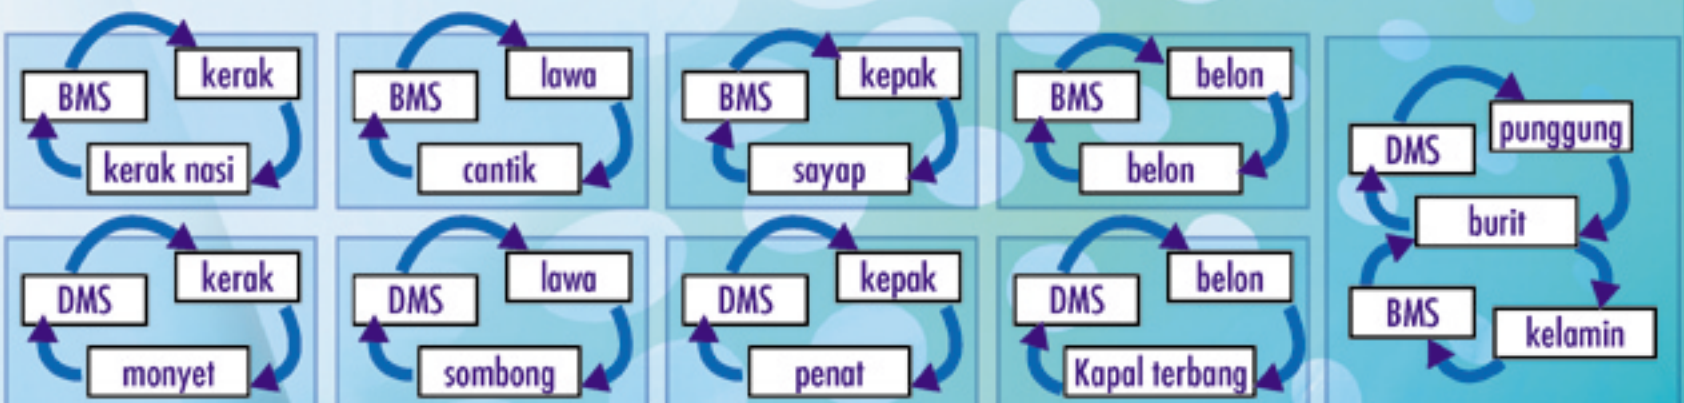 BMS
kerak
kerak nasi
BMS
lawa
cantik
BMS
kepak
sayap
BMS
belon
belon
DMS
kerak
monyet
DMS
lawa
sombong
DMS
kepak
penat
DMS
belon
Kapal terbang
DMS
punggung
burit
BMS
kelamin